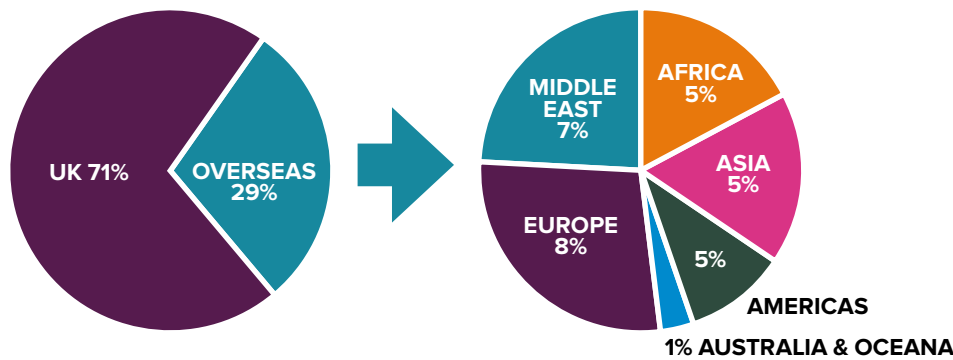 UK 71%
OVERSEAS
29%
MIDDLE
EAST
7%
AFRICA
5%
ASIA
5%
EUROPE
8%
5%
AMERICAS
1% AUSTRALIA & OCEANA